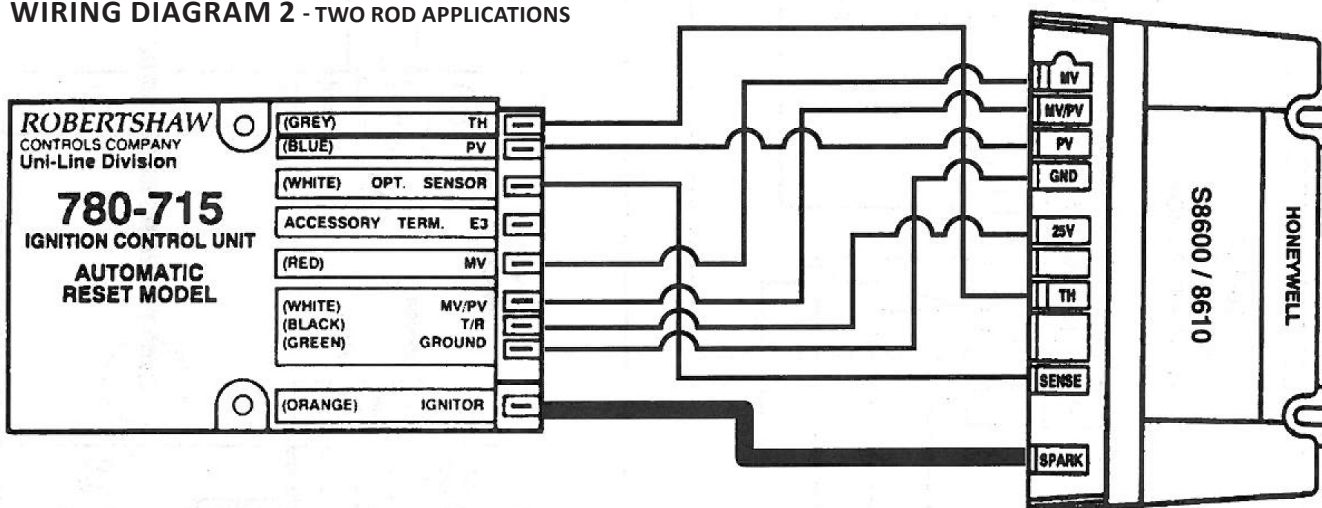 WIRING DIAGRAM 2 - TWO ROD APPLICATIONS
ROBERTSHAW
CONTROLS COMPANY
Uni-Line Division
780-715
IGNITION CONTROL UNIT
AUTOMATIC
RESET MODEL
(GREY) TH
(BLUE) PV
(WHITE) OPT. SENSOR
ACCESSORY TERM. E3
(RED) MV
(WHITE) MV/PV
(BLACK) T/R
(GREEN) GROUND
(ORANGE) IGNITOR
MV
MV/PV
PV
GND
25V
TH
SENSE
SPARK
S8600 / 8610
HONEYWELL